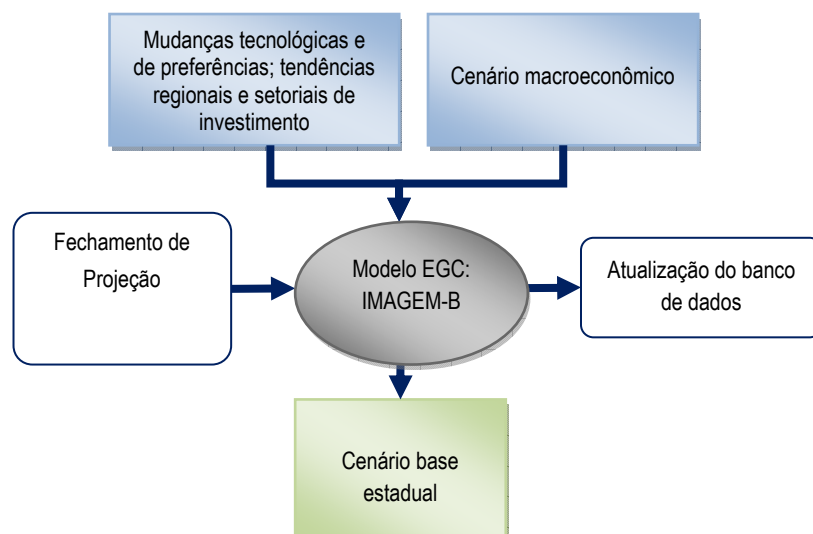 Mudanças tecnológicas e
de preferências; tendências
regionais e setoriais de
investimento
Cenário macroeconômico
Fechamento de
Projeção
Modelo EGC:
IMAGEM-B
Atualização do banco
de dados
Cenário base
estadual